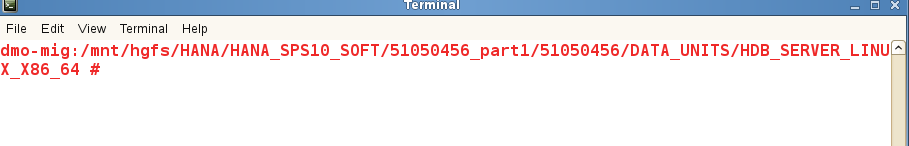 Terminal
File Edit View Terminal Help
dmo-mig:/mnt/hgfs/HANA/HANA_SPS10_SOFT/51050456_part1/51050456/DATA_UNITS/HDB_SERVER_LINU
X_X86_64 #